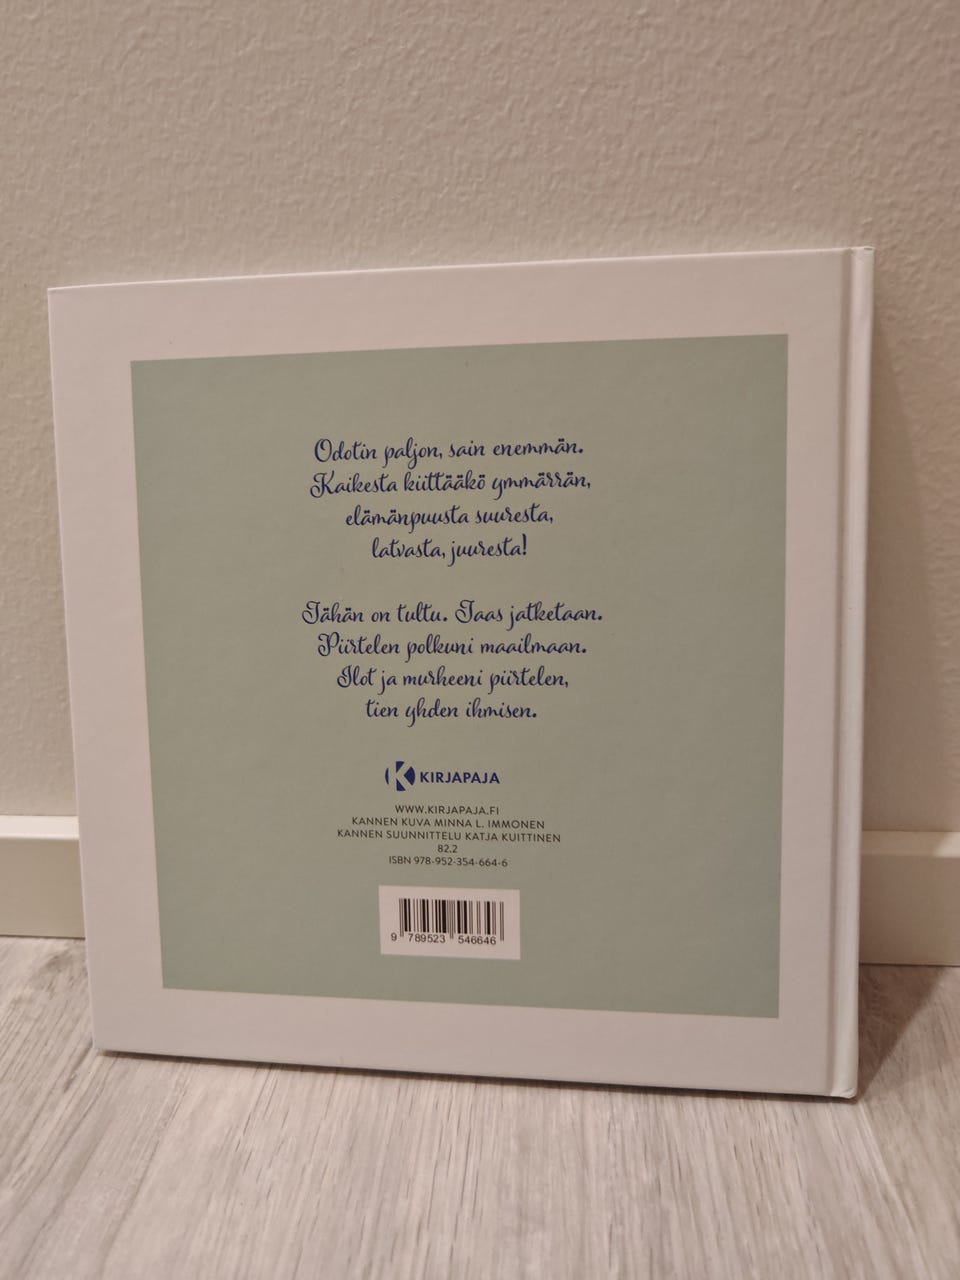 Odotin paljon, sain enemmän.
Kaikesta kiittääkö ymmärrän,
elämänpuusta suuresta,
latvasta, juuresta!
Tähän on tultu. Taas jatketaan.
Piirtelen polkuni maailmaan.
Ilot ja murheeni piirtelen,
tien yhden ihmisen.
KIRJAPAJA
WWW.KIRJAPAJA.FI
KANNEN KUVA MINNA L. IMMONEN
KANNEN SUUNNITTELU KATJA KUITTINEN
82.2
ISBN 978-952-354-664-6
9 789523 546646